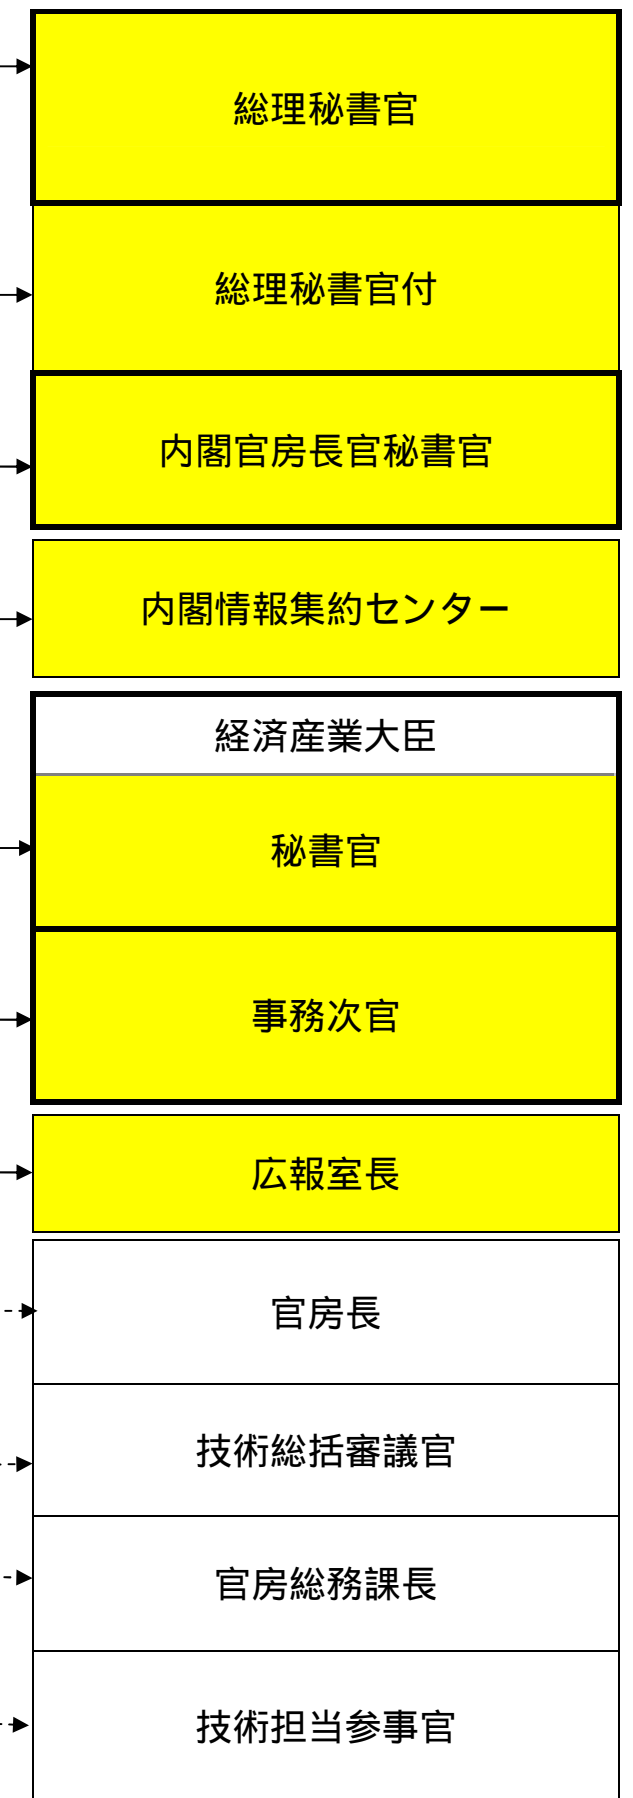 総理秘書官
総理秘書官付
内閣官房長官秘書官
内閣情報集約センター
経済産業大臣
秘書官
事務次官
広報室長
官房長
技術総括審議官
官房総務課長
技術担当参事官